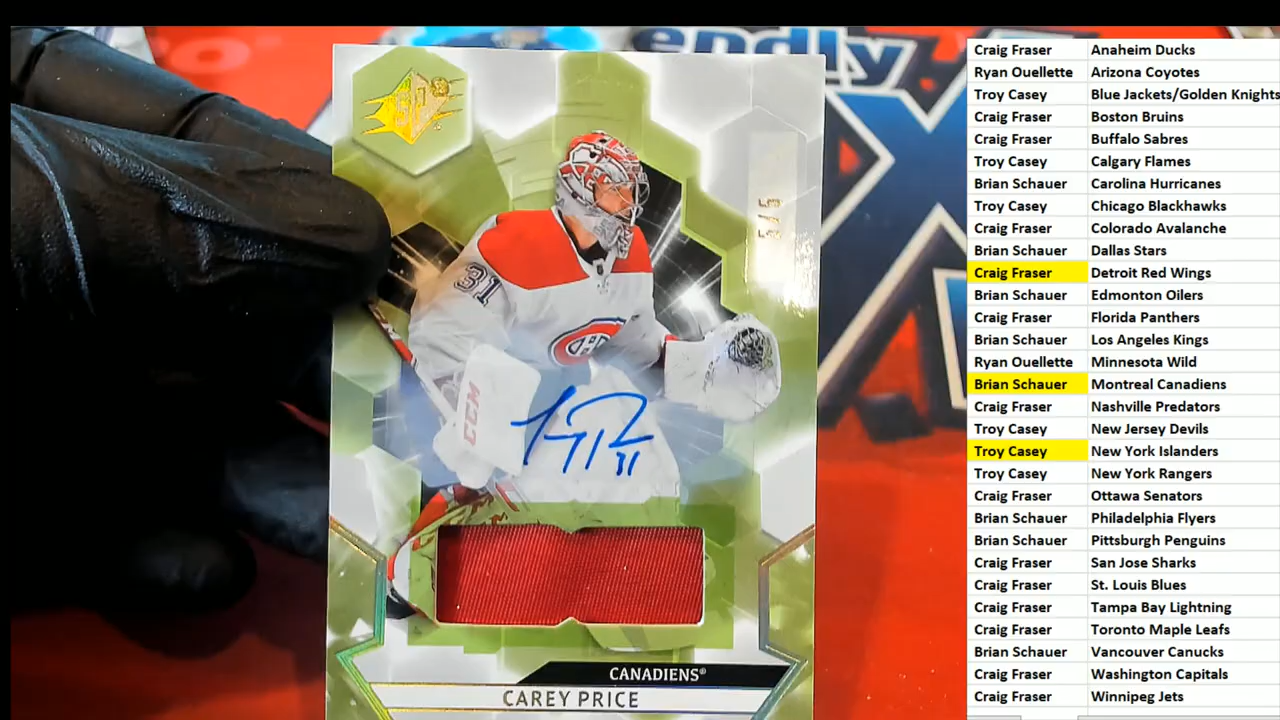 endly
SPx
5/5
31
CCM
31
CANADIENS®
CAREY PRICE
Craig Fraser Anaheim Ducks
Ryan Ouellette Arizona Coyotes
Troy Casey Blue Jackets/Golden Knights
Craig Fraser Boston Bruins
Craig Fraser Buffalo Sabres
Troy Casey Calgary Flames
Brian Schauer Carolina Hurricanes
Troy Casey Chicago Blackhawks
Craig Fraser Colorado Avalanche
Brian Schauer Dallas Stars
Craig Fraser Detroit Red Wings
Brian Schauer Edmonton Oilers
Craig Fraser Florida Panthers
Brian Schauer Los Angeles Kings
Ryan Ouellette Minnesota Wild
Brian Schauer Montreal Canadiens
Craig Fraser Nashville Predators
Troy Casey New Jersey Devils
Troy Casey New York Islanders
Troy Casey New York Rangers
Craig Fraser Ottawa Senators
Brian Schauer Philadelphia Flyers
Brian Schauer Pittsburgh Penguins
Craig Fraser San Jose Sharks
Craig Fraser St. Louis Blues
Craig Fraser Tampa Bay Lightning
Craig Fraser Toronto Maple Leafs
Brian Schauer Vancouver Canucks
Craig Fraser Washington Capitals
Craig Fraser Winnipeg Jets